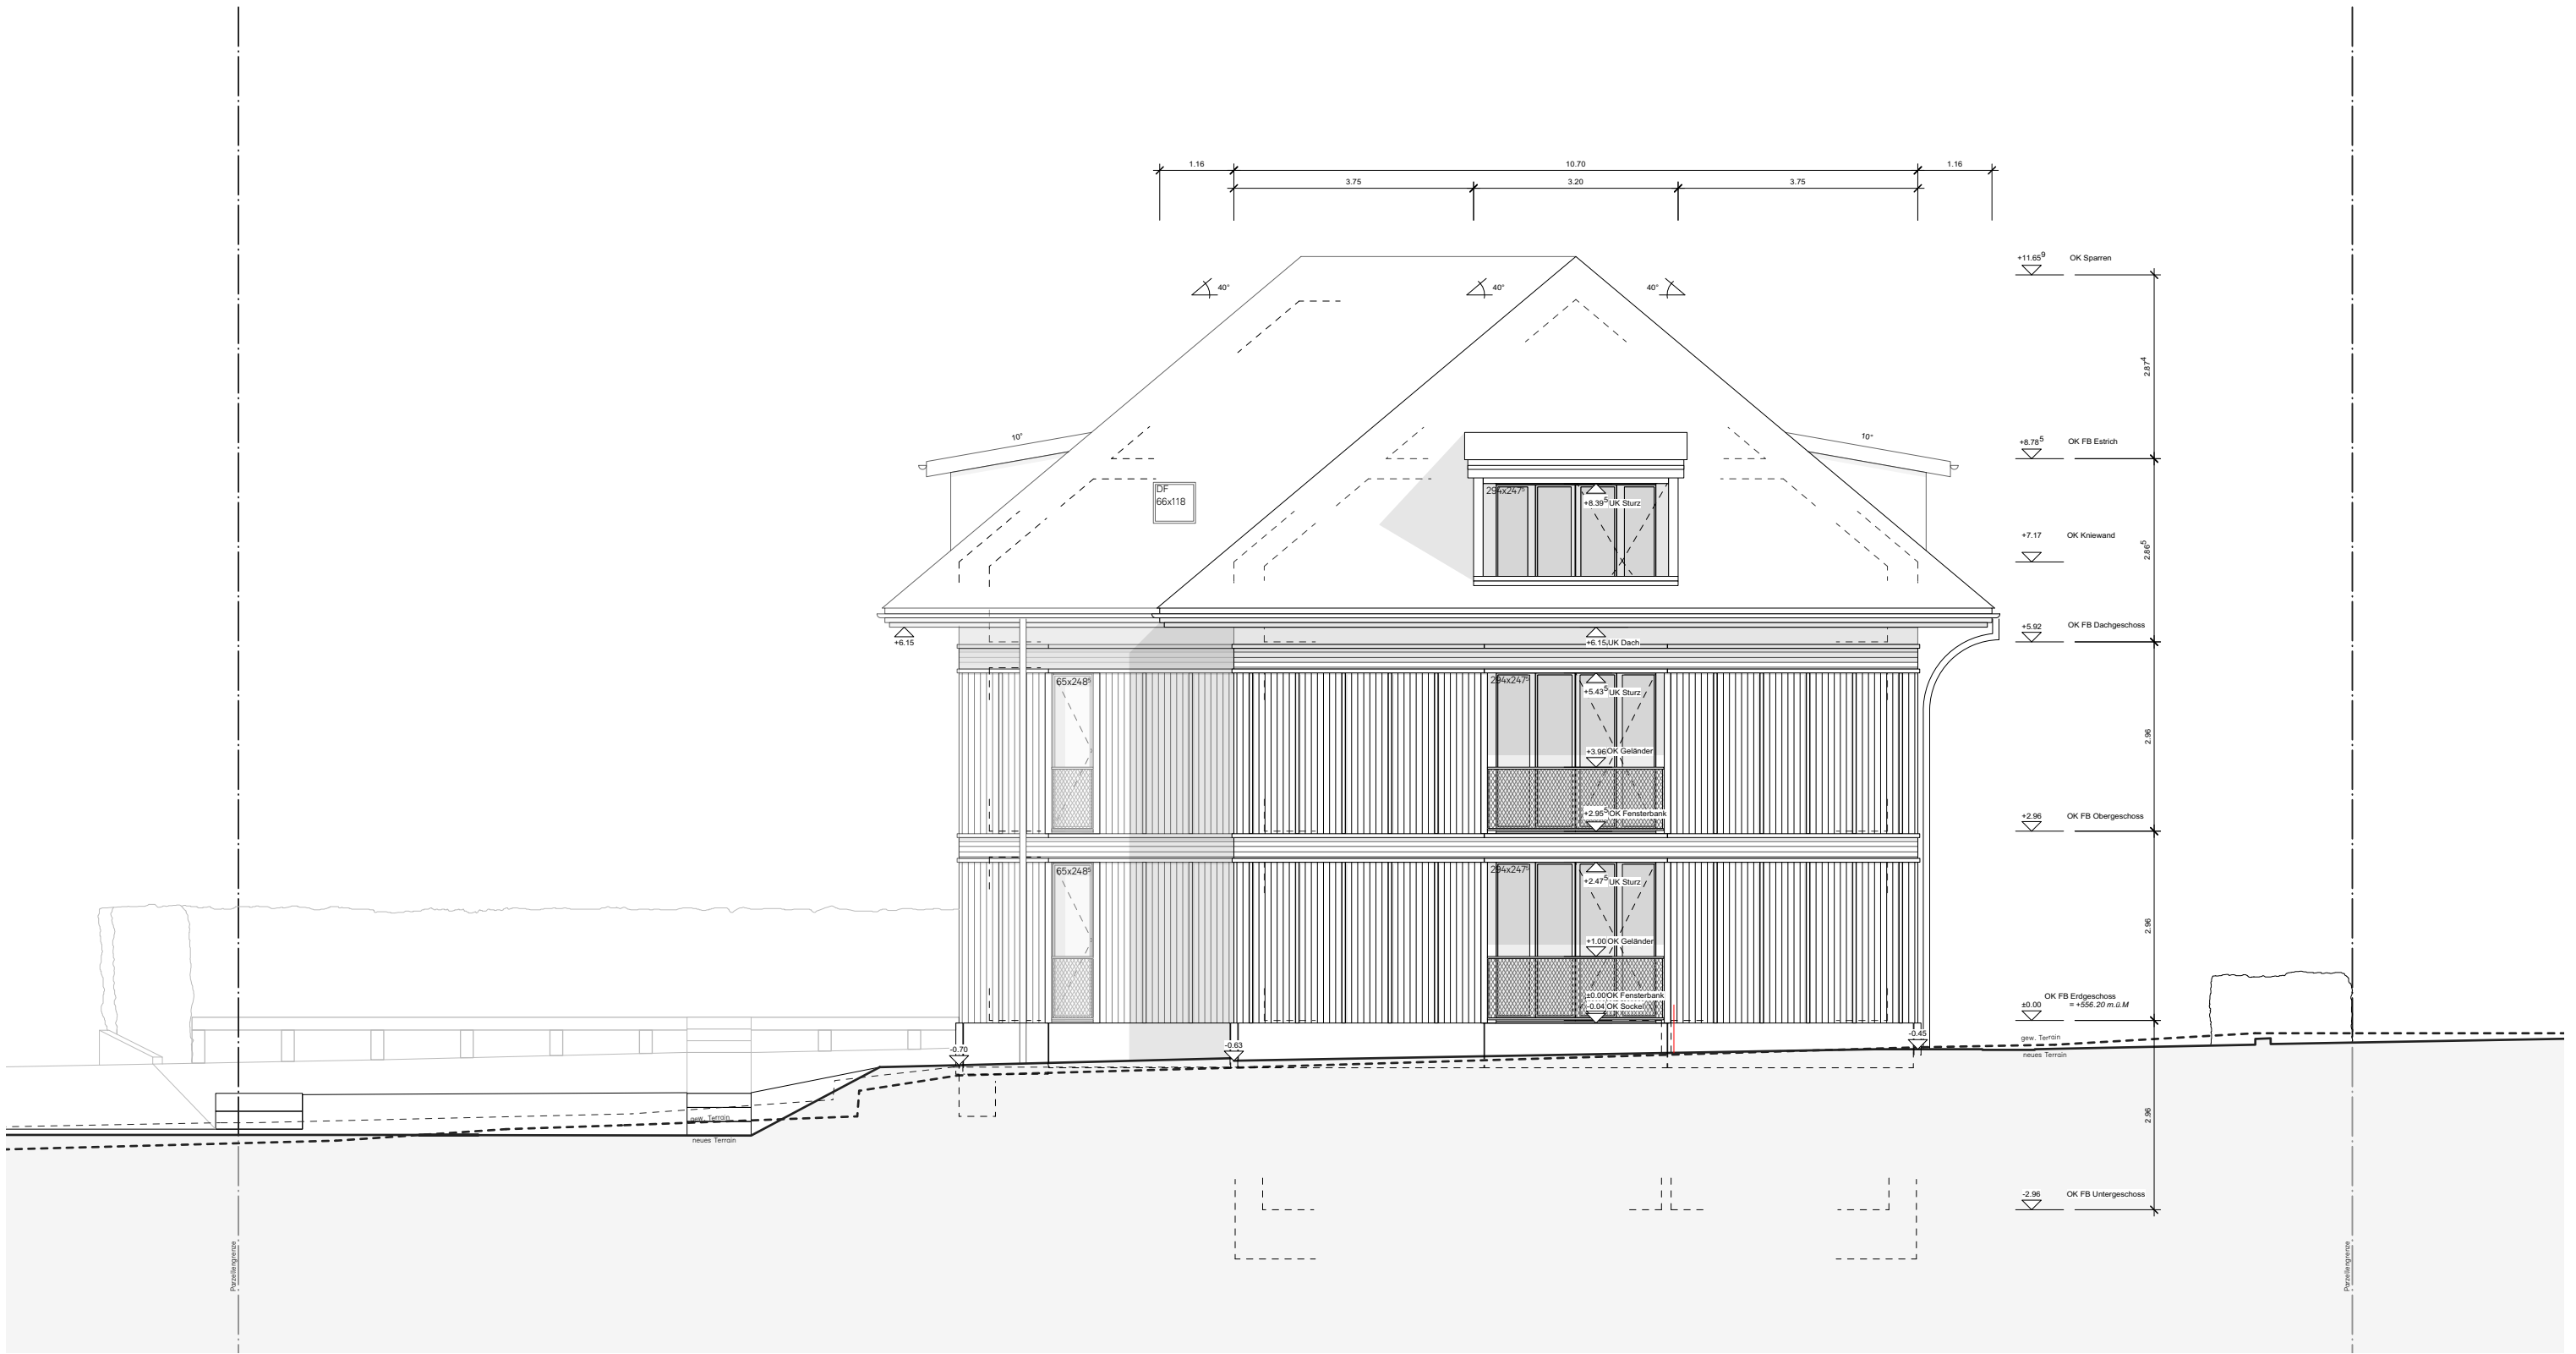 1.16
10.70
1.16
3.75
3.20
3.75
+11.65⁹
OK Sparren
40°
40°
40°
2.87⁴
10°
10°
+8.78⁵
OK FB Estrich
DF
66x118
294x247⁵
+8.39⁵ UK Sturz
+7.17
OK Kniewand
2.86⁵
+5.92
OK FB Dachgeschoss
+6.15
+6.15 UK Dach
65x248⁵
294x247⁵
+5.43⁵ UK Sturz
2.96
+3.96 OK Geländer
+2.95⁵ OK Fensterbank
+2.96
OK FB Obergeschoss
65x248⁵
294x247⁵
+2.47⁵ UK Sturz
2.96
+1.00 OK Geländer
±0.00 OK Fensterbank
-0.04 OK Sockel
OK FB Erdgeschoss
±0.00
= +556.20 m.ü.M
-0.70
-0.63
-0.45
gew. Terrain
neues Terrain
gew. Terrain
neues Terrain
2.96
-2.96
OK FB Untergeschoss
Parzellengrenze
Parzellengrenze